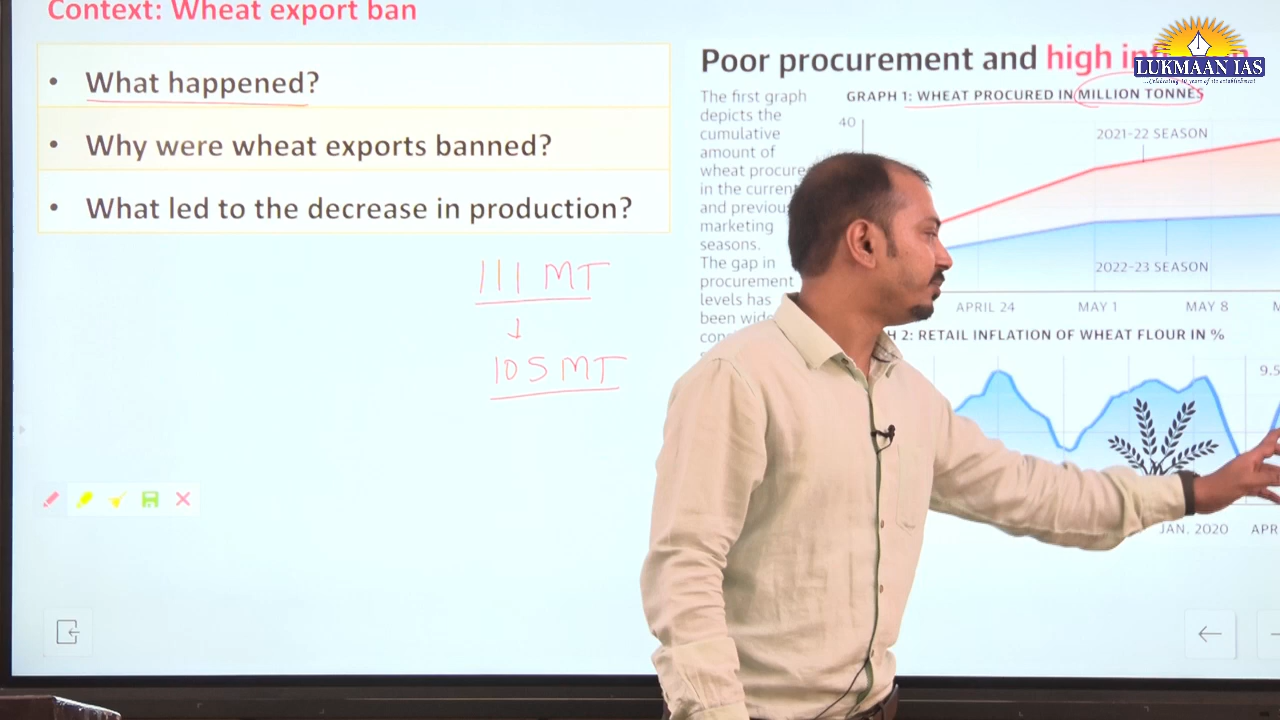 Context: Wheat export ban
• What happened?
• Why were wheat exports banned?
• What led to the decrease in production?
111 MT
↓
105 MT
Poor procurement and high
The first graph
depicts the
cumulative
amount of
wheat procure
in the current
and previous
marketing
seasons.
The gap in
procurement
levels has
been
GRAPH 1: WHEAT PROCURED IN MILLION TONNES
40
2021-22 SEASON
2022-23 SEASON
APRIL 24 MAY 1 MAY 8
2: RETAIL INFLATION OF WHEAT FLOUR IN %
9.5
JAN. 2020 APR
LUKMAAN IAS